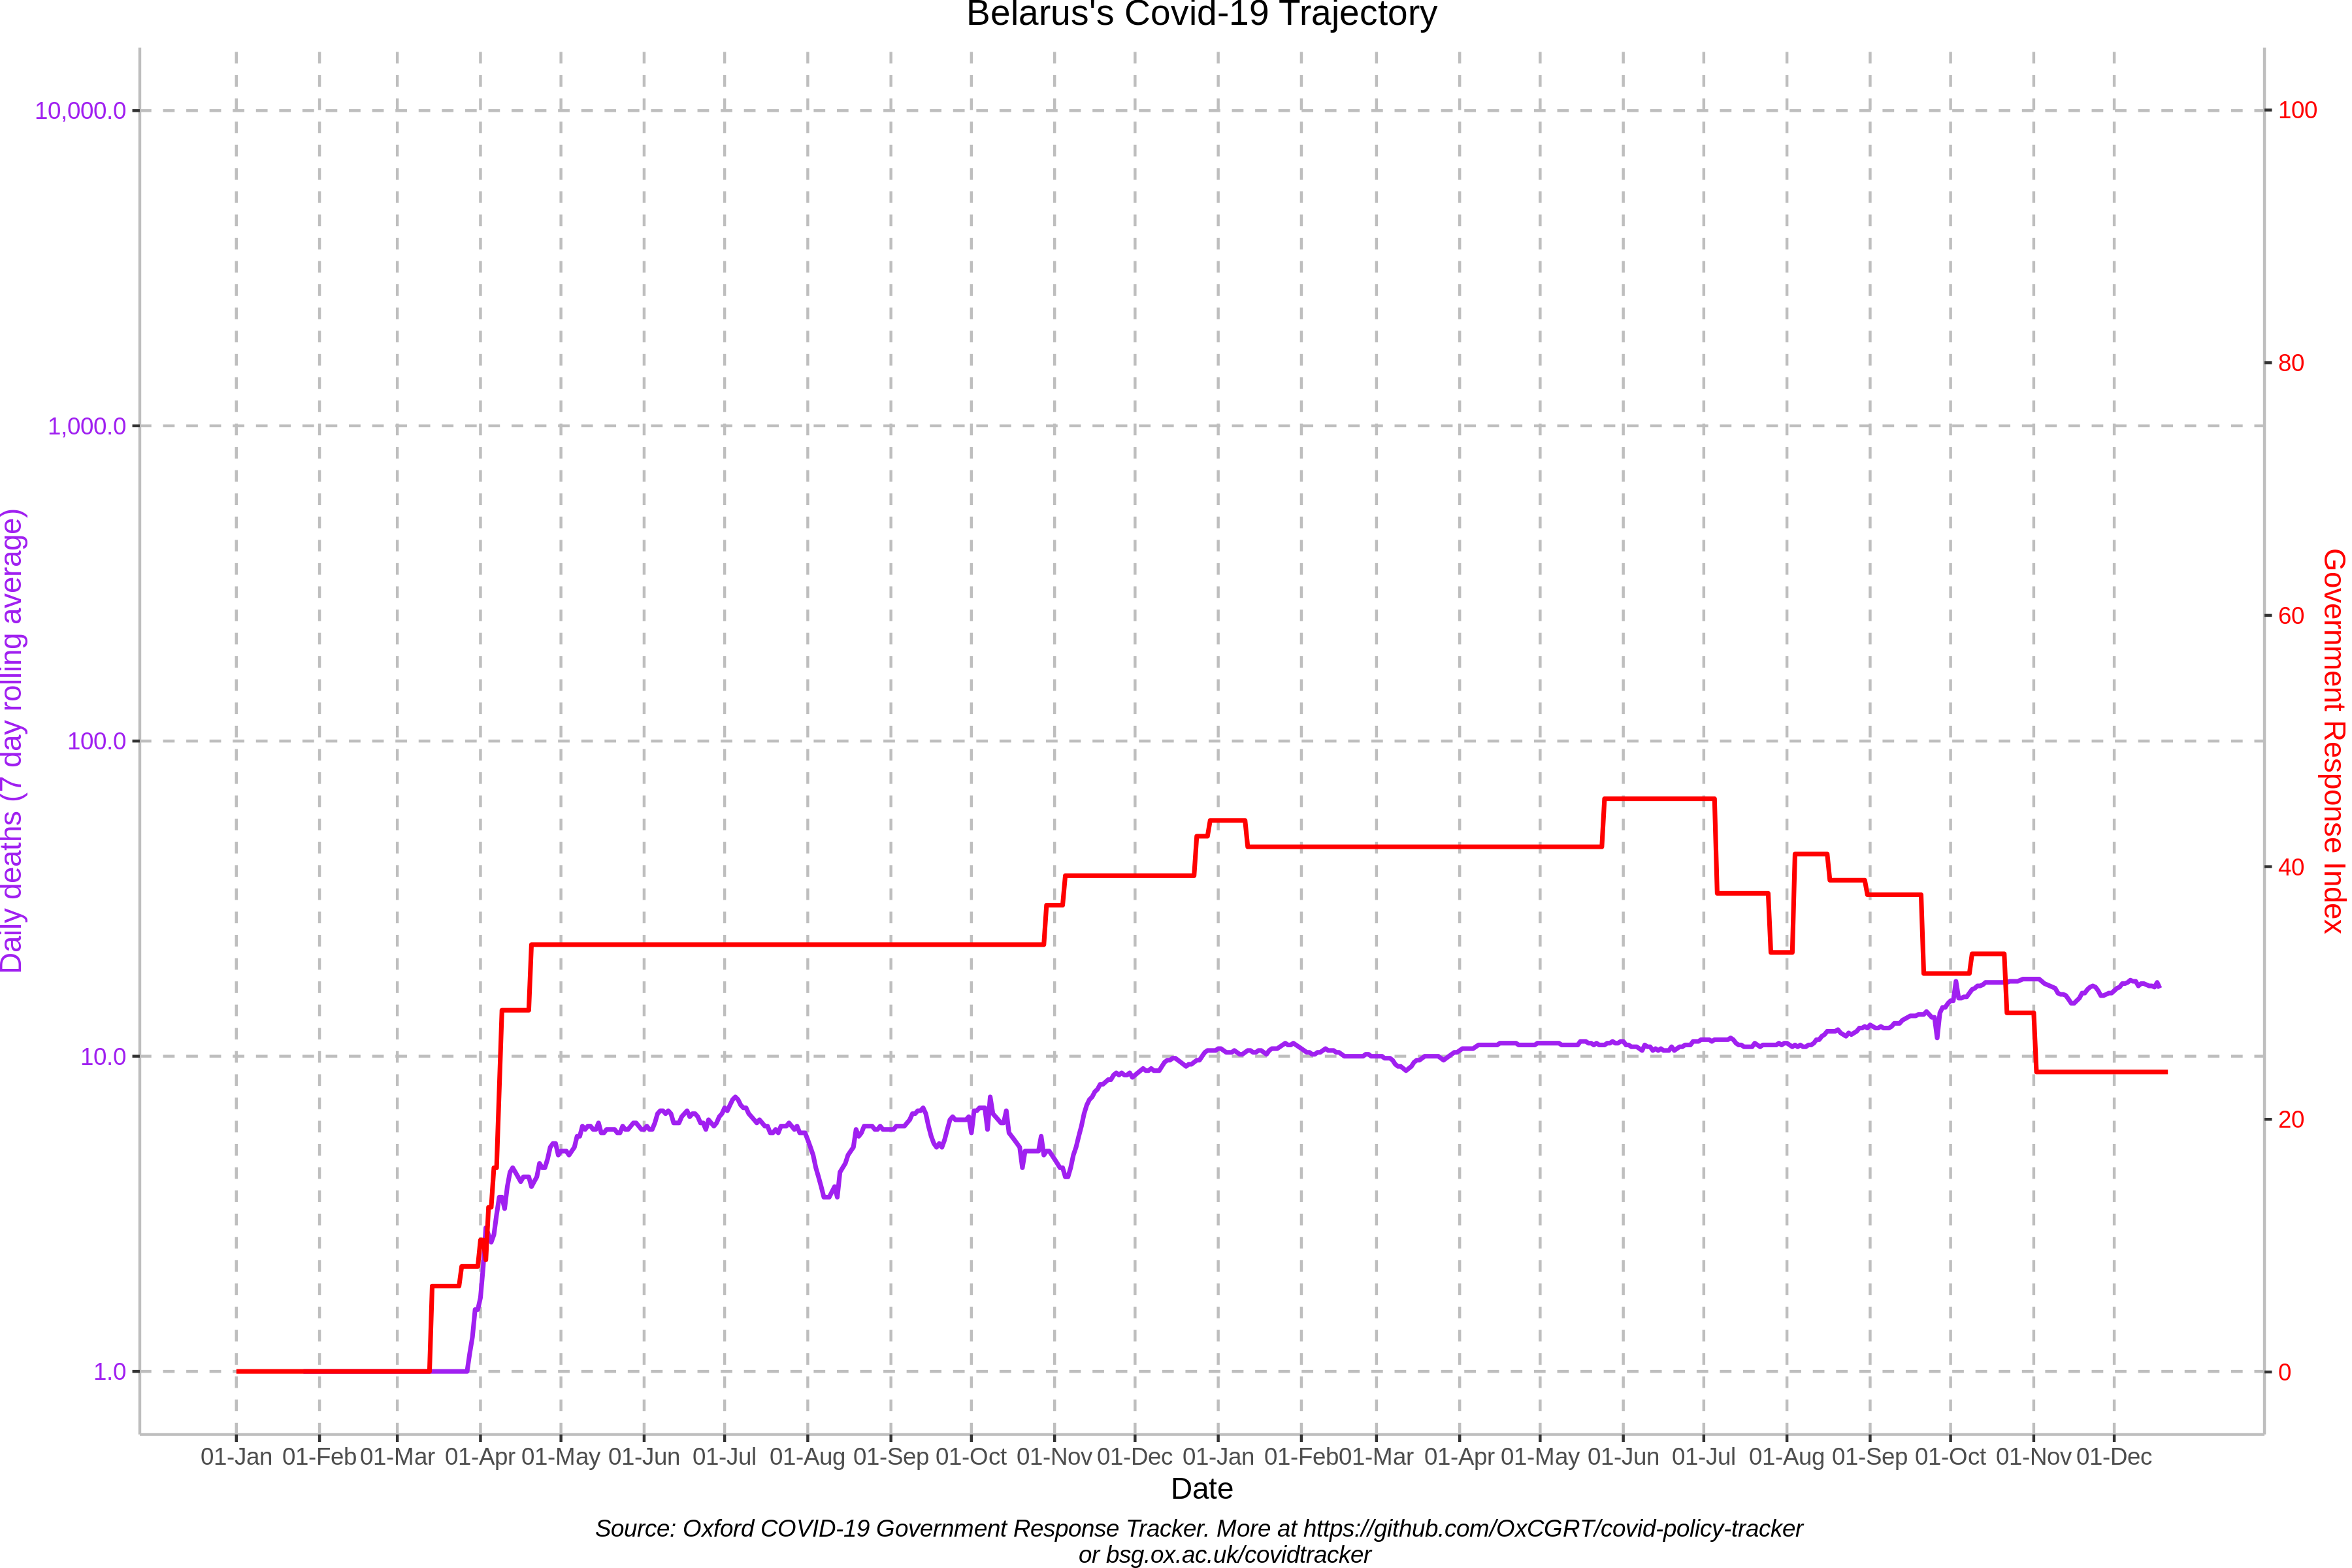 Belarus's Covid-19 Trajectory
10,000.0
1,000.0
100.0
10.0
1.0
Daily deaths (7 day rolling average)
100
80
60
40
20
0
Government Response Index
01-Jan 01-Feb 01-Mar 01-Apr 01-May 01-Jun 01-Jul 01-Aug 01-Sep 01-Oct 01-Nov 01-Dec 01-Jan 01-Feb 01-Mar 01-Apr 01-May 01-Jun 01-Jul 01-Aug 01-Sep 01-Oct 01-Nov 01-Dec
Date
Source: Oxford COVID-19 Government Response Tracker. More at https://github.com/OxCGRT/covid-policy-tracker
or bsg.ox.ac.uk/covidtracker